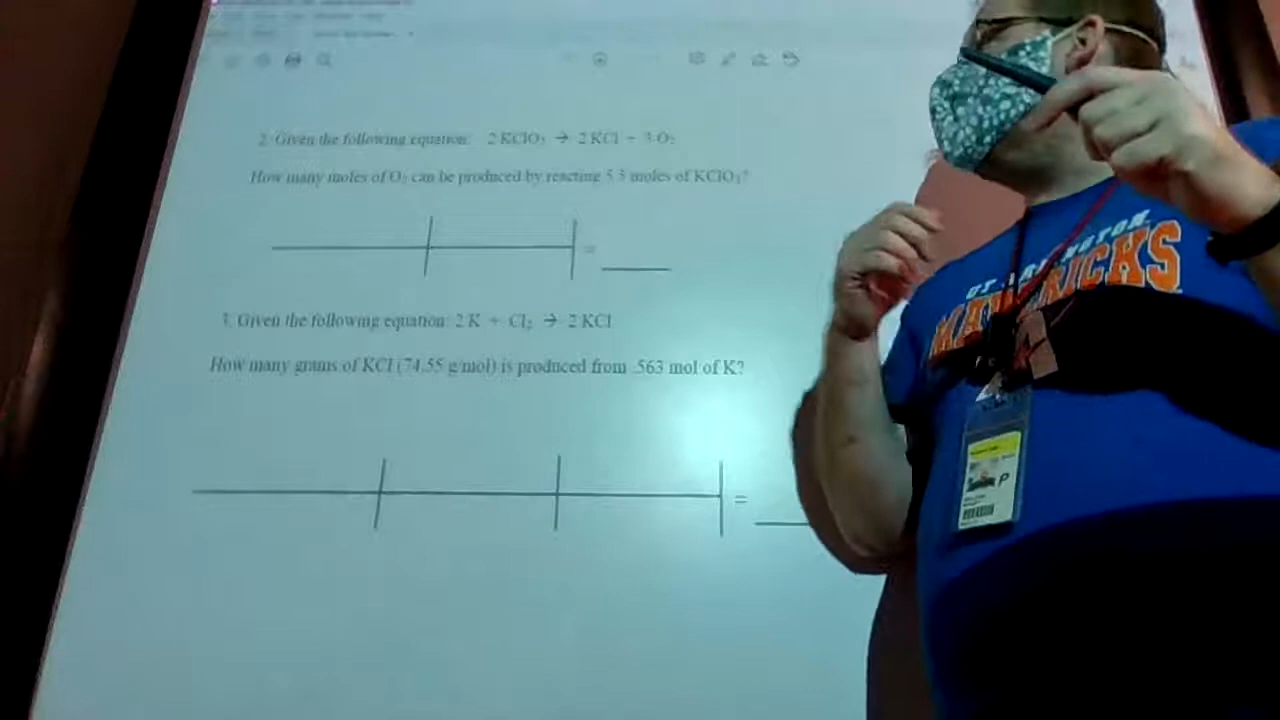 2. Given the following equation: 2 KClO₃ → 2 KCl + 3 O₂
How many moles of O₂ can be produced by reacting 5.5 moles of KClO₃?
=
3. Given the following equation: 2 K + Cl₂ → 2 KCl
How many grams of KCl (74.55 g/mol) is produced from .563 mol of K?
=
MAVERICKS
P